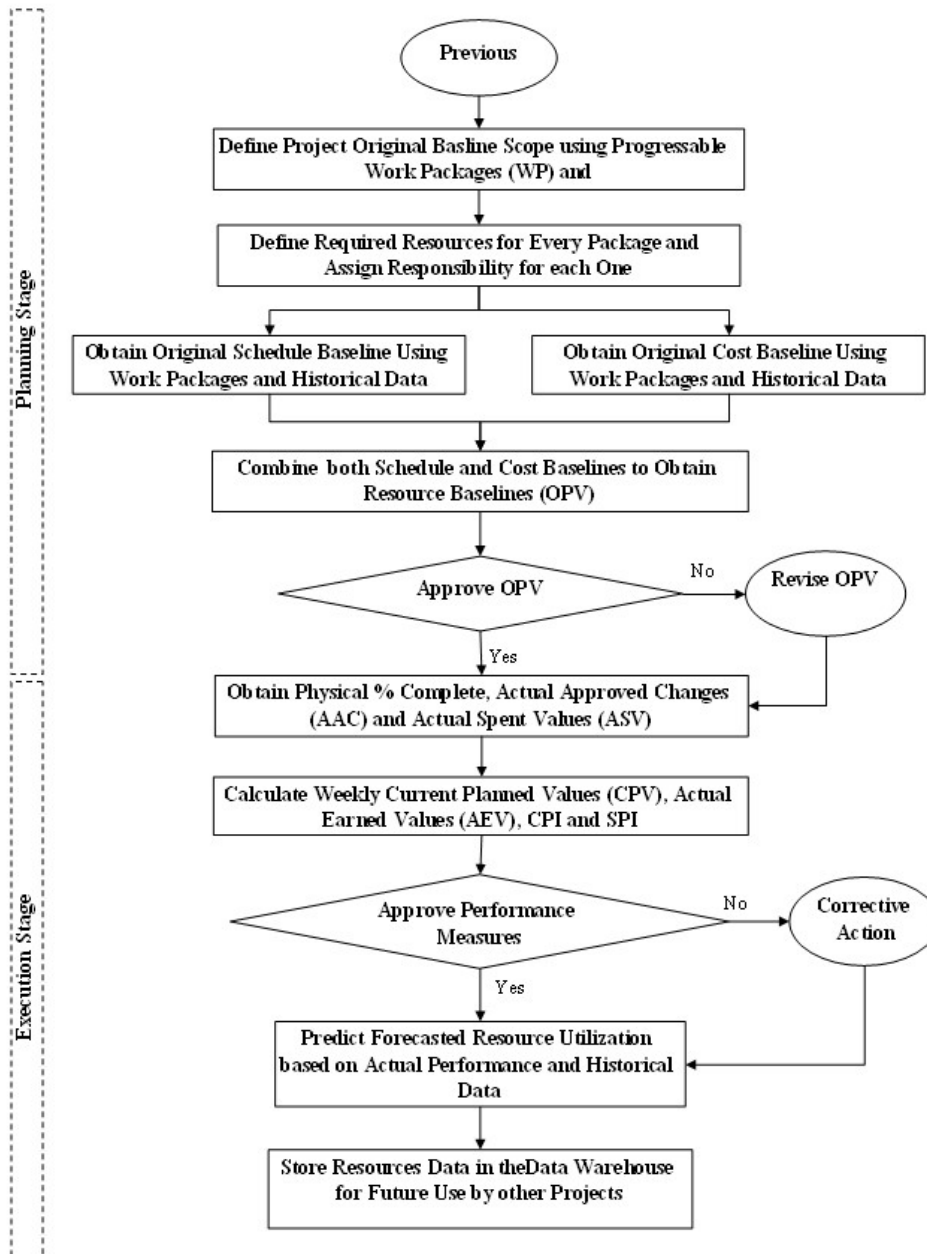 Previous
Define Project Original Basline Scope using Progressable
Work Packages (WP) and
Define Required Resources for Every Package and
Assign Responsibility for each One
Obtain Original Schedule Baseline Using
Work Packages and Historical Data
Obtain Original Cost Baseline Using
Work Packages and Historical Data
Combine both Schedule and Cost Baselines to Obtain
Resource Baselines (OPV)
Approve OPV
No
Revise OPV
Yes
Planning Stage
Obtain Physical % Complete, Actual Approved Changes
(AAC) and Actual Spent Values (ASV)
Calculate Weekly Current Planned Values (CPV), Actual
Earned Values (AEV), CPI and SPI
Approve Performance
Measures
No
Corrective
Action
Yes
Predict Forecasted Resource Utilization
based on Actual Performance and Historical
Data
Store Resources Data in theData Warehouse
for Future Use by other Projects
Execution Stage